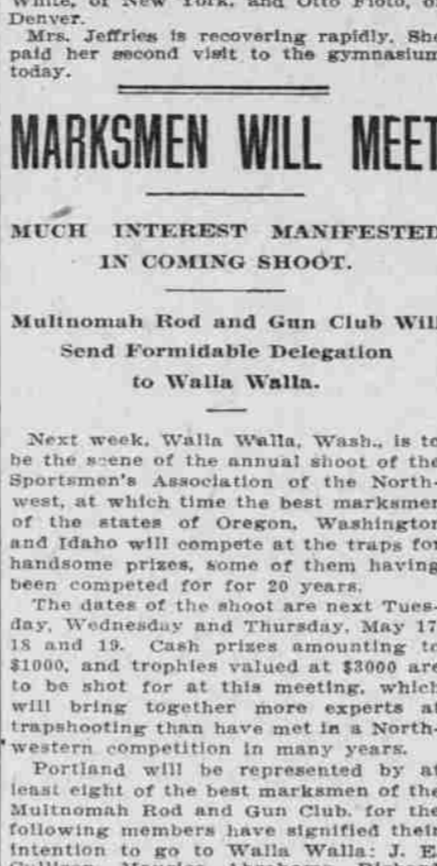 White, of New York, and Otto Floto, of
Denver.
Mrs. Jeffries is recovering rapidly. She
paid her second visit to the gymnasium
today.
MARKSMEN WILL MEET
MUCH INTEREST MANIFESTED
IN COMING SHOOT.
Multnomah Rod and Gun Club Will
Send Formidable Delegation
to Walla Walla.
Next week, Walla Walla, Wash., is to
be the scene of the annual shoot of the
Sportsmen's Association of the North-
west, at which time the best marksmen
of the states of Oregon, Washington
and Idaho will compete at the traps for
handsome prizes, some of them having
been competed for for 20 years.
The dates of the shoot are next Tues-
day, Wednesday and Thursday, May 17,
18 and 19. Cash prizes amounting to
$1000, and trophies valued at $3000 are
to be shot for at this meeting, which
will bring together more experts at
trapshooting than have met in a North-
western competition in many years.
Portland will be represented by at
least eight of the best marksmen of the
Multnomah Rod and Gun Club, for the
following members have signified their
intention to go to Walla Walla: J. E.